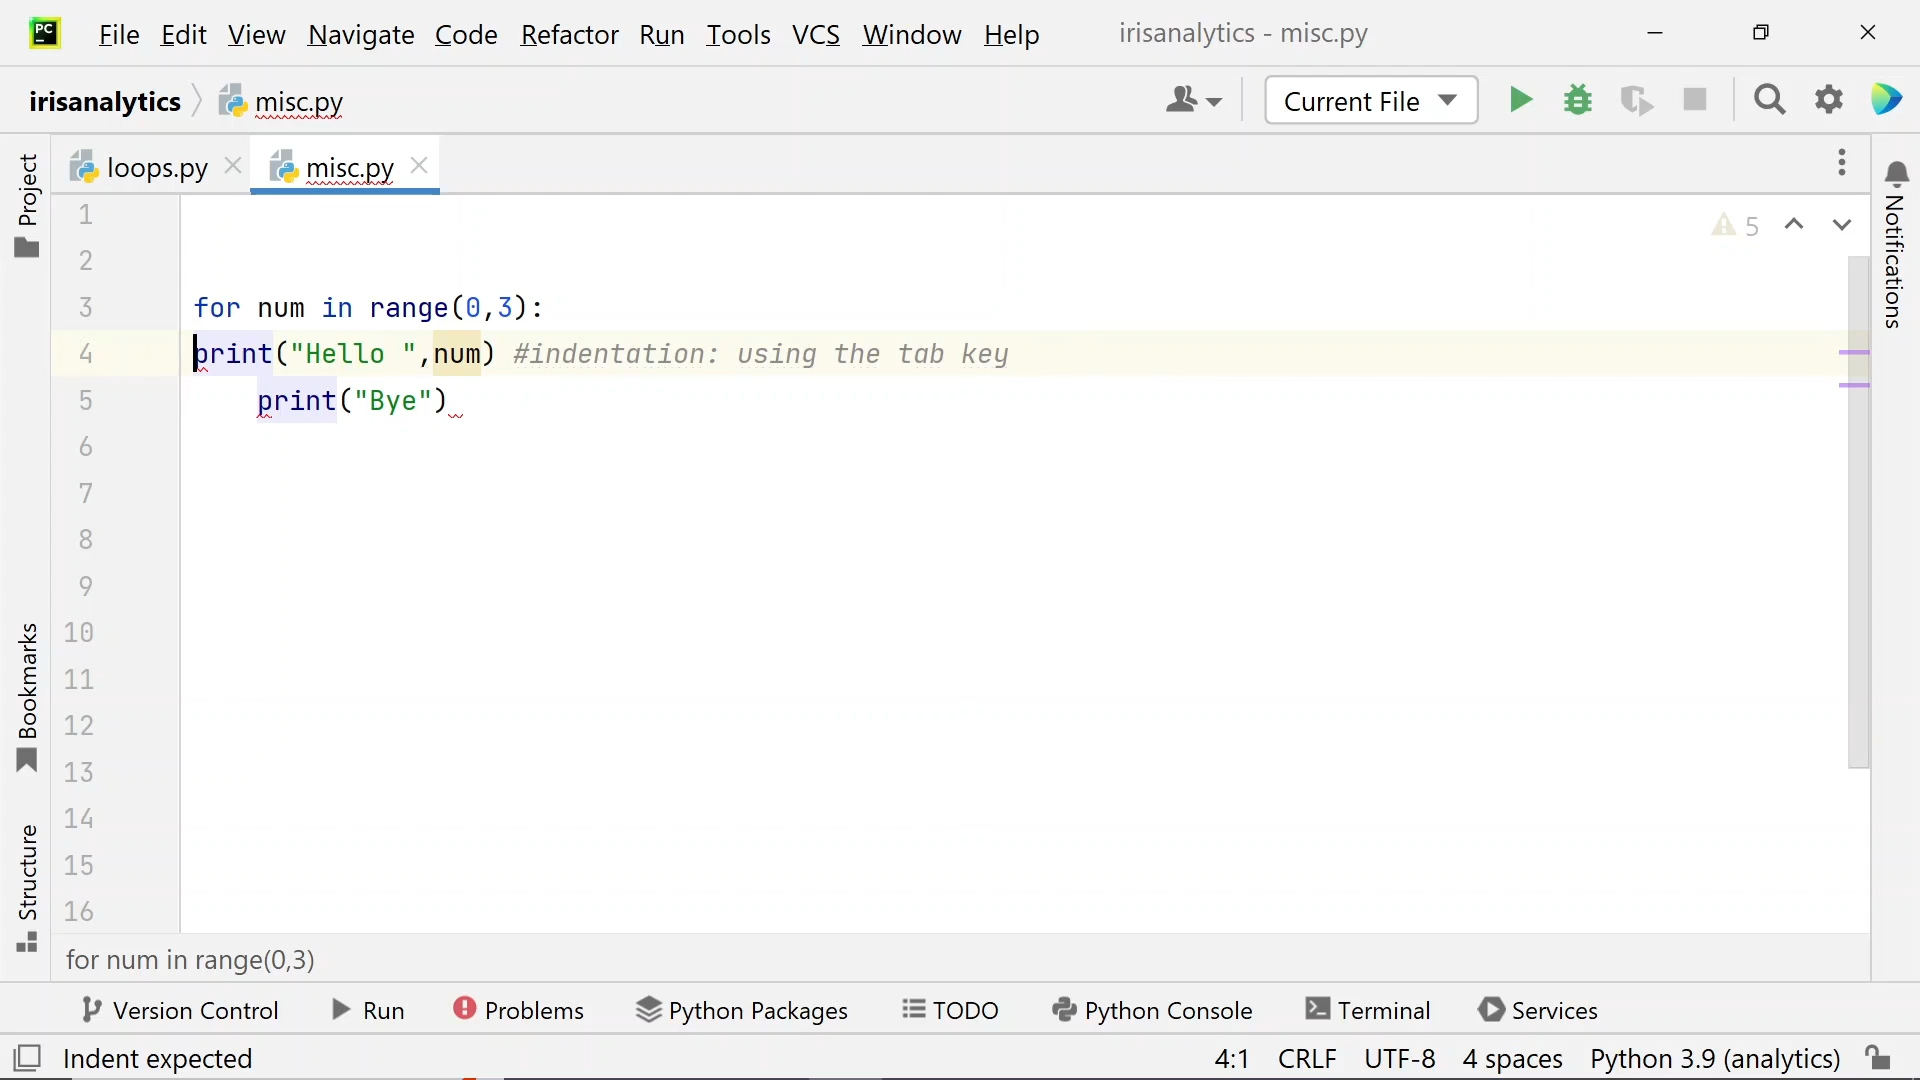 PC
File Edit View Navigate Code Refactor Run Tools VCS Window Help irisanalytics - misc.py
irisanalytics misc.py Current File
loops.py misc.py
Project
Notifications
Bookmarks
Structure
5
1
2
3 for num in range(0,3):
4 print("Hello ",num) #indentation: using the tab key
5     print("Bye")
6
7
8
9
10
11
12
13
14
15
16
for num in range(0,3)
Version Control Run Problems Python Packages TODO Python Console Terminal Services
Indent expected 4:1 CRLF UTF-8 4 spaces Python 3.9 (analytics)